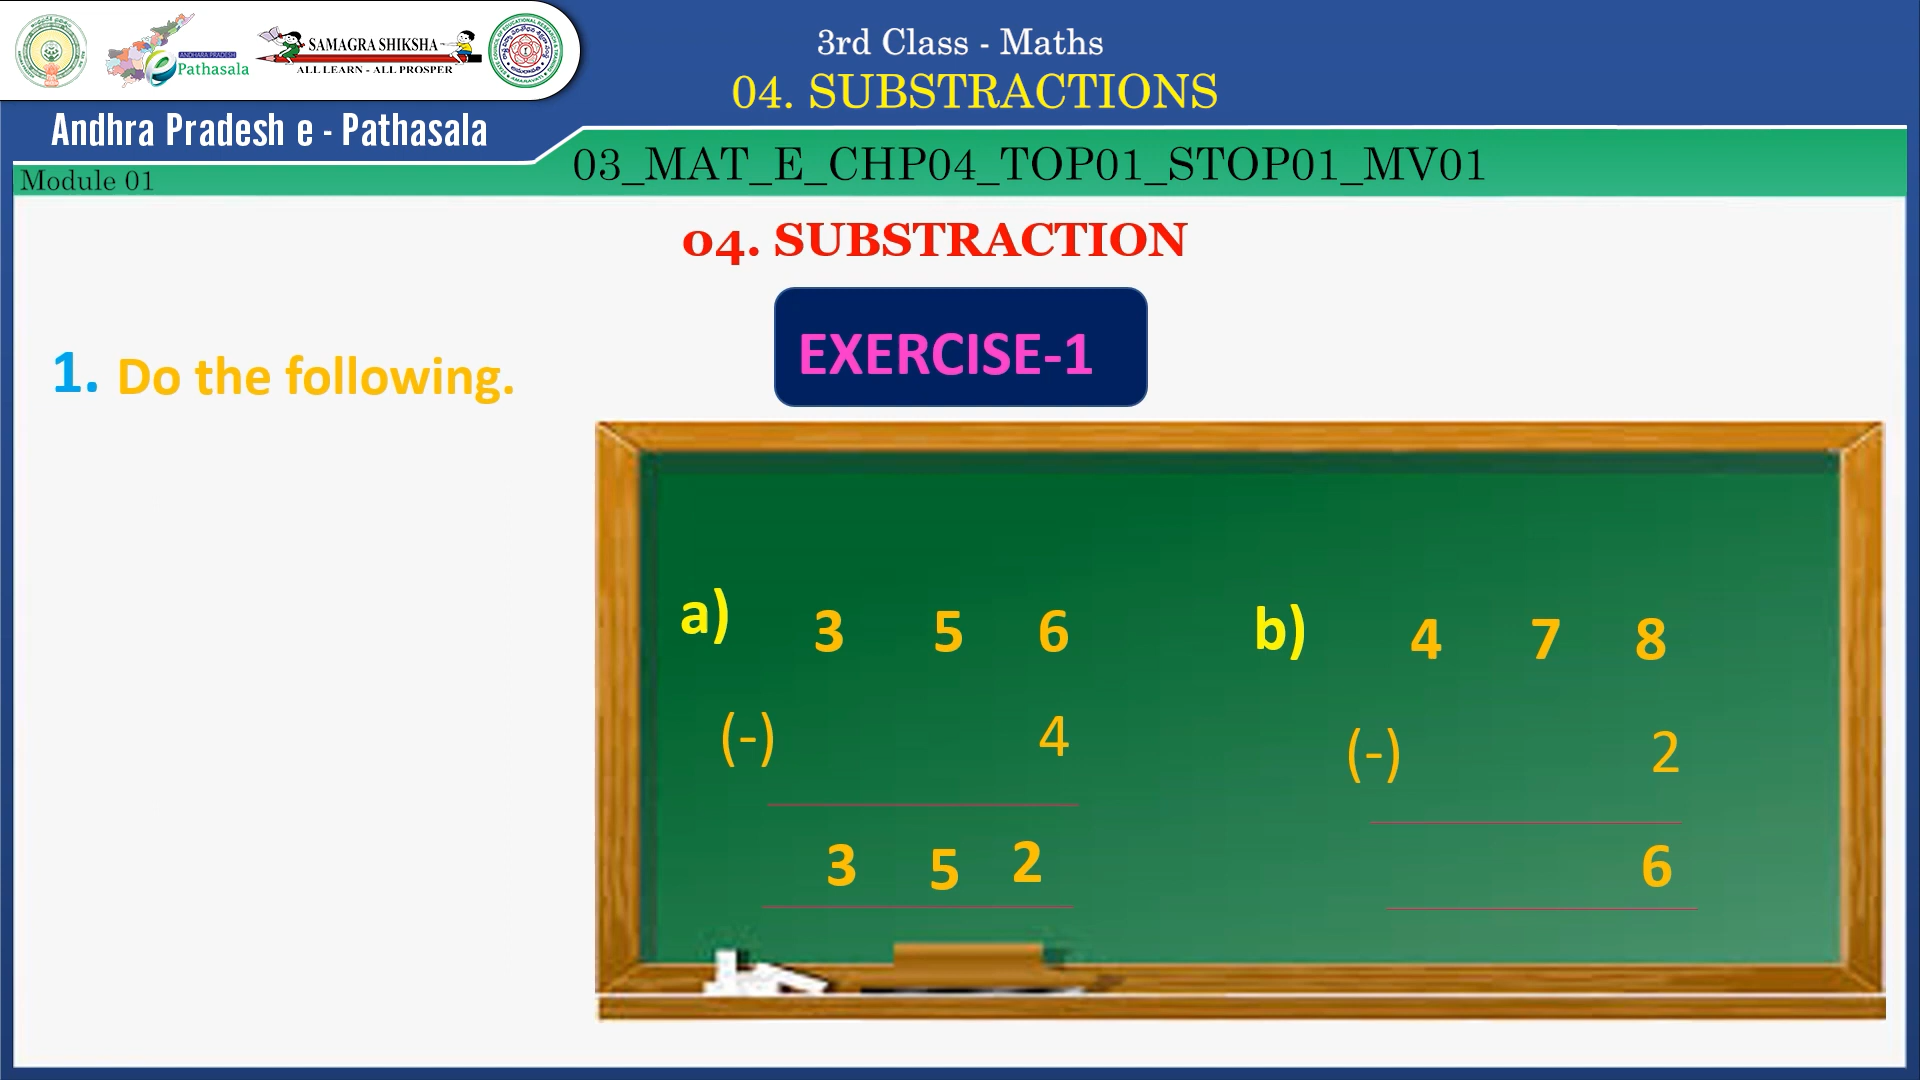 ANDHRA PRADESH
e Pathasala
SAMAGRA SHIKSHA
ALL LEARN - ALL PROSPER
3rd Class - Maths
04. SUBSTRACTIONS
Andhra Pradesh e - Pathasala
03_MAT_E_CHP04_TOP01_STOP01_MV01
Module 01
04. SUBSTRACTION
EXERCISE-1
1. Do the following.
a) 3 5 6
(-) 4
3 5 2
b) 4 7 8
(-) 2
6